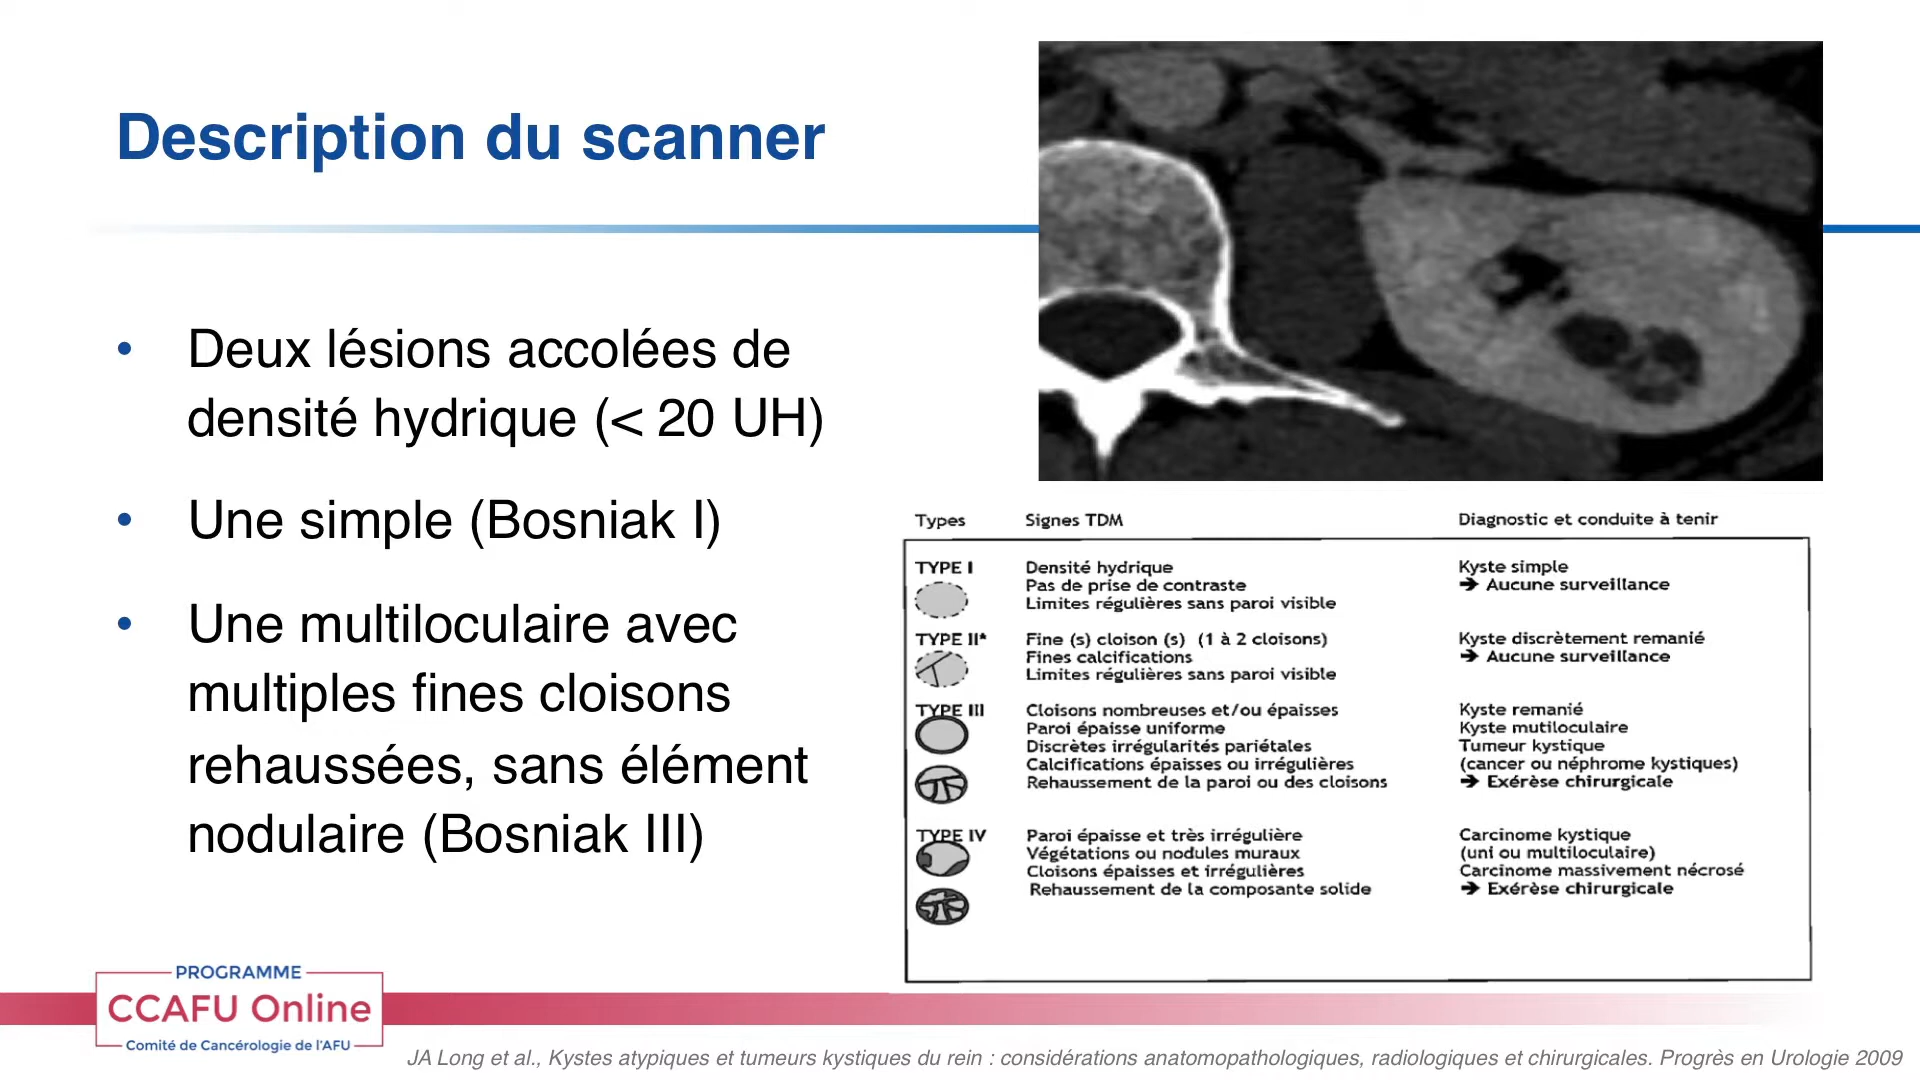 Description du scanner
• Deux lésions accolées de
densité hydrique (< 20 UH)
• Une simple (Bosniak I)
• Une multiloculaire avec
multiples fines cloisons
rehaussées, sans élément
nodulaire (Bosniak III)
Types Signes TDM Diagnostic et conduite à tenir
TYPE I Densité hydrique Kyste simple
Pas de prise de contraste ➔ Aucune surveillance
Limites régulières sans paroi visible
TYPE II* Fine (s) cloison (s) (1 à 2 cloisons) Kyste discrètement remanié
Fines calcifications ➔ Aucune surveillance
Limites régulières sans paroi visible
TYPE III Cloisons nombreuses et/ou épaisses Kyste remanié
Paroi épaisse uniforme Kyste mutiloculaire
Discrètes irrégularités pariétales Tumeur kystique
Calcifications épaisses ou irrégulières (cancer ou néphrome kystiques)
Rehaussement de la paroi ou des cloisons ➔ Exérèse chirurgicale
TYPE IV Paroi épaisse et très irrégulière Carcinome kystique
Végétations ou nodules muraux (uni ou multiloculaire)
Cloisons épaisses et irrégulières Carcinome massivement nécrosé
Rehaussement de la composante solide ➔ Exérèse chirurgicale
PROGRAMME
CCAFU Online
Comité de Cancérologie de l'AFU
JA Long et al., Kystes atypiques et tumeurs kystiques du rein : considérations anatomopathologiques, radiologiques et chirurgicales. Progrès en Urologie 2009